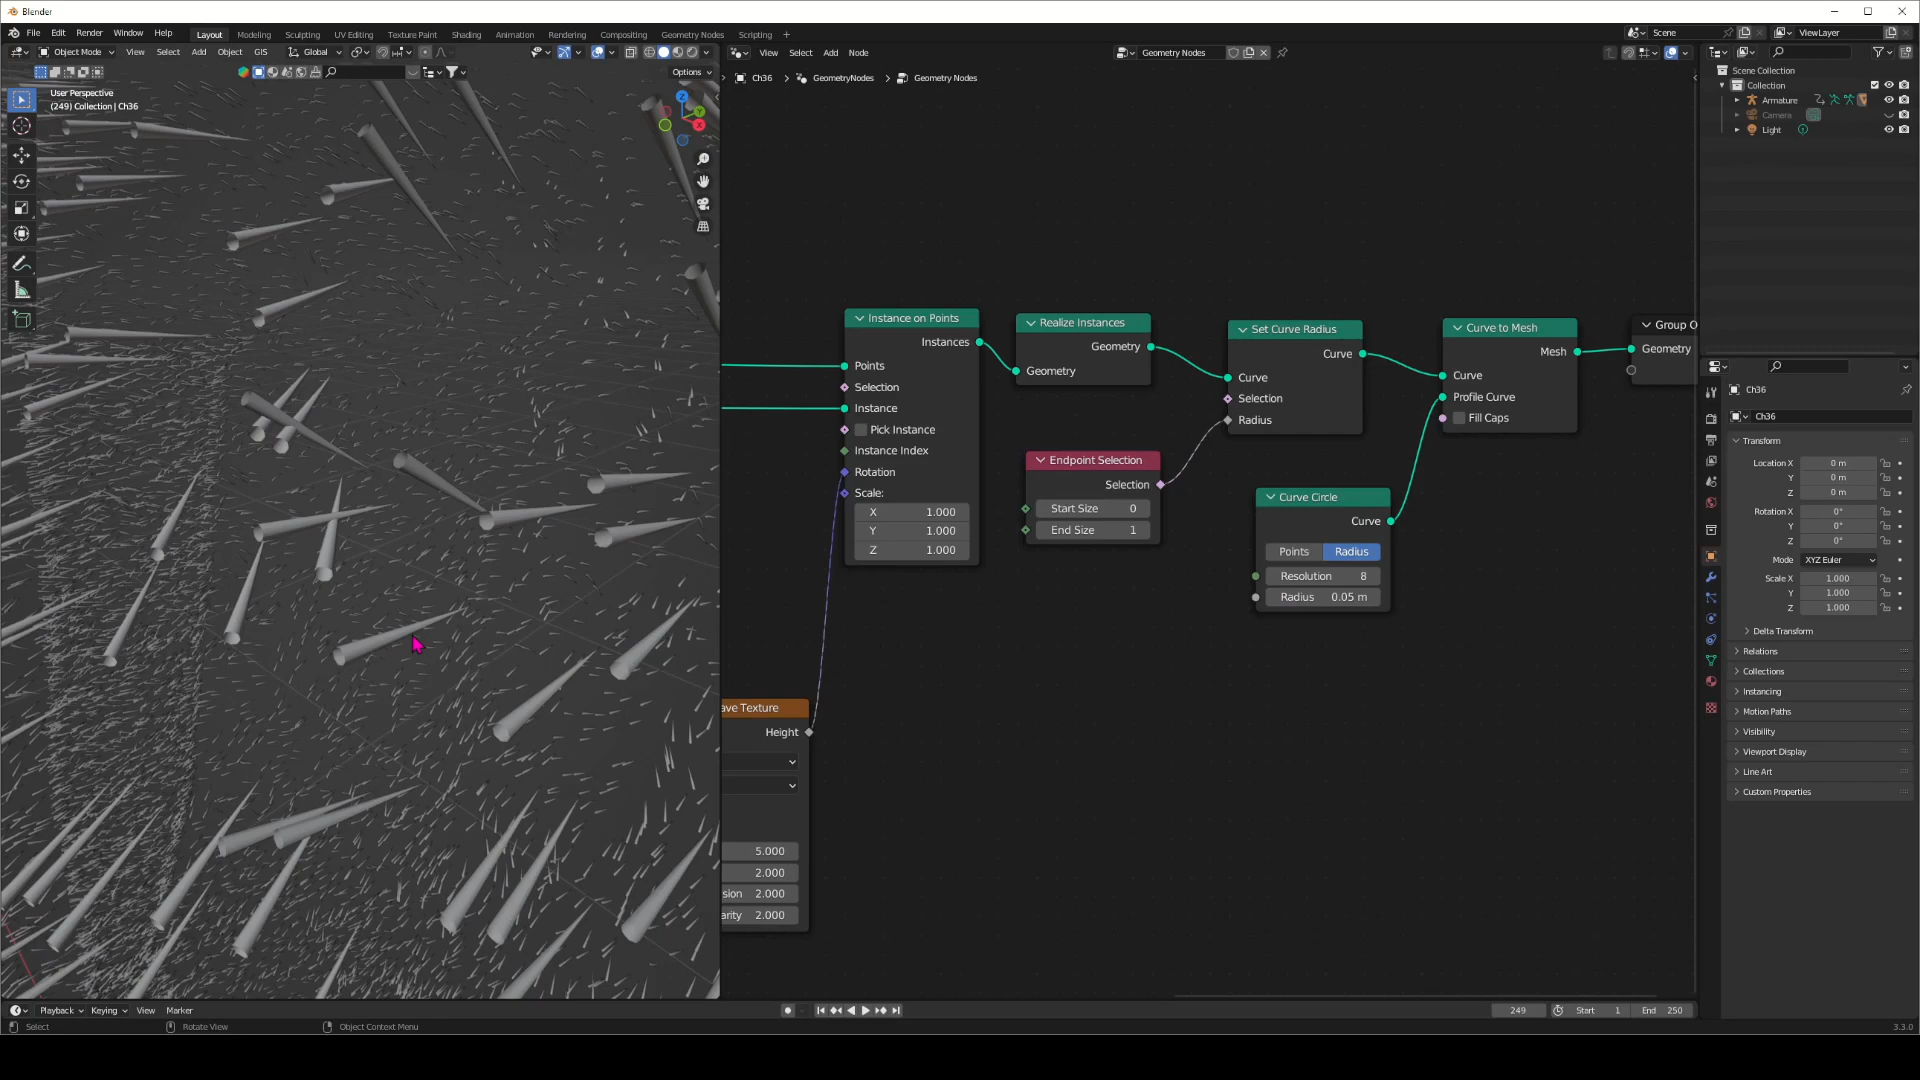 Blender
File Edit Render Window Help
Layout Modeling Sculpting UV Editing Texture Paint Shading Animation Rendering Compositing Geometry Nodes Scripting +
Scene ViewLayer
Object Mode View Select Add Object GIS Global
View Select Add Node Geometry Nodes
Options
User Perspective
(249) Collection | Ch36
Z
Y
X
Ch36 > GeometryNodes > Geometry Nodes
Scene Collection
Collection
Armature
Camera
Light
Instance on Points
Instances
Points
Selection
Instance
Pick Instance
Instance Index
Rotation
Scale:
X 1.000
Y 1.000
Z 1.000
Realize Instances
Geometry
Geometry
Endpoint Selection
Selection
Start Size 0
End Size 1
Set Curve Radius
Curve
Curve
Selection
Radius
Curve Circle
Curve
Points Radius
Resolution 8
Radius 0.05 m
Curve to Mesh
Mesh
Curve
Profile Curve
Fill Caps
Group O
Geometry
ave Texture
Height
5.000
2.000
sion 2.000
arity 2.000
Ch36
Ch36
Transform
Location X 0 m
Y 0 m
Z 0 m
Rotation X 0°
Y 0°
Z 0°
Mode XYZ Euler
Scale X 1.000
Y 1.000
Z 1.000
Delta Transform
Relations
Collections
Instancing
Motion Paths
Visibility
Viewport Display
Line Art
Custom Properties
Playback Keying View Marker
249 Start 1 End 250
Select Rotate View Object Context Menu
3.3.0